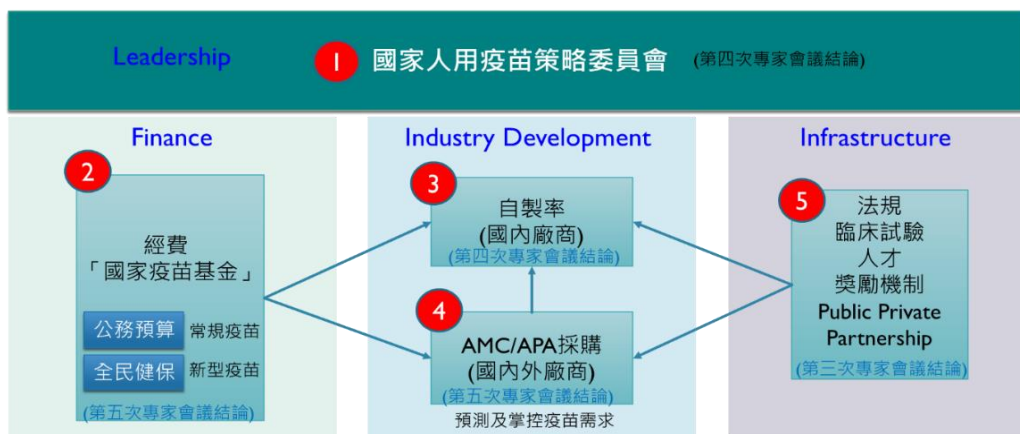 Leadership
1 國家人用疫苗策略委員會 (第四次專家會議結論)
Finance
2
經費
「國家疫苗基金」
公務預算 常規疫苗
全民健保 新型疫苗
(第五次專家會議結論)
Industry Development
3
自製率
(國內廠商)
(第四次專家會議結論)
4
AMC/APA採購
(國內外廠商)
(第五次專家會議結論)
預測及掌控疫苗需求
Infrastructure
5
法規
臨床試驗
人才
獎勵機制
Public Private
Partnership
(第三次專家會議結論)